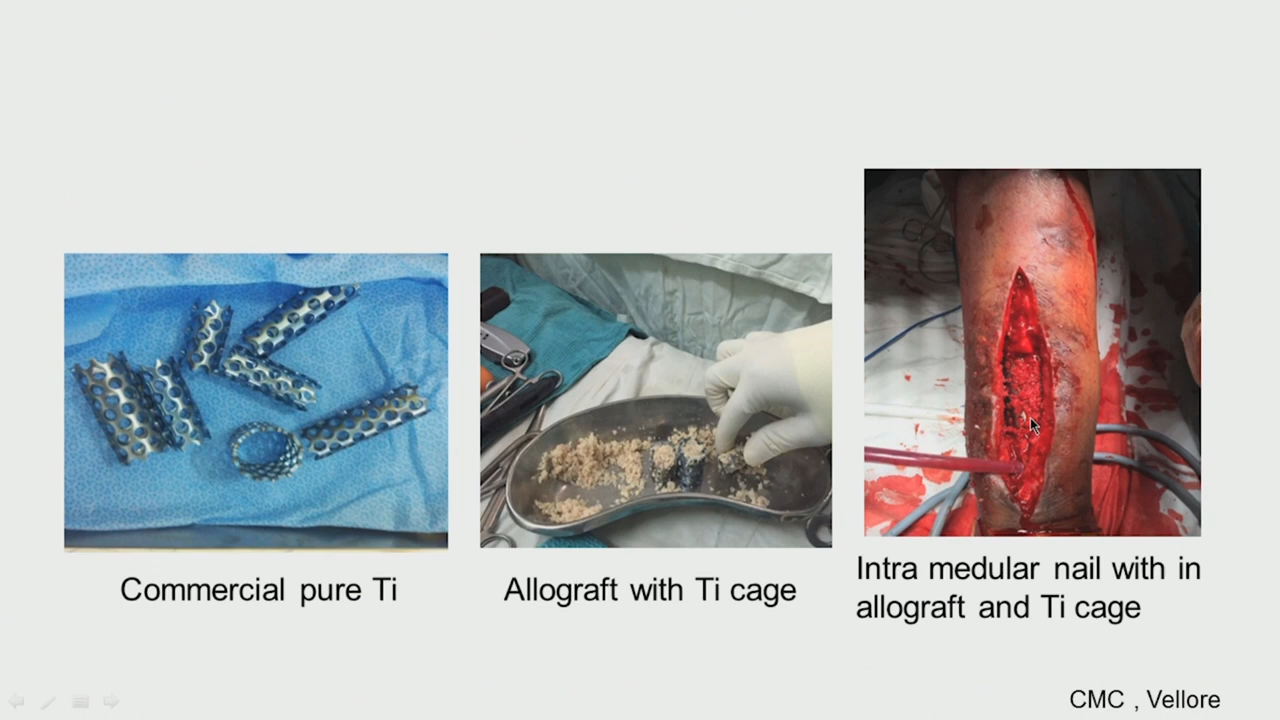 Commercial pure Ti
Allograft with Ti cage
Intra medular nail with in
allograft and Ti cage
CMC , Vellore